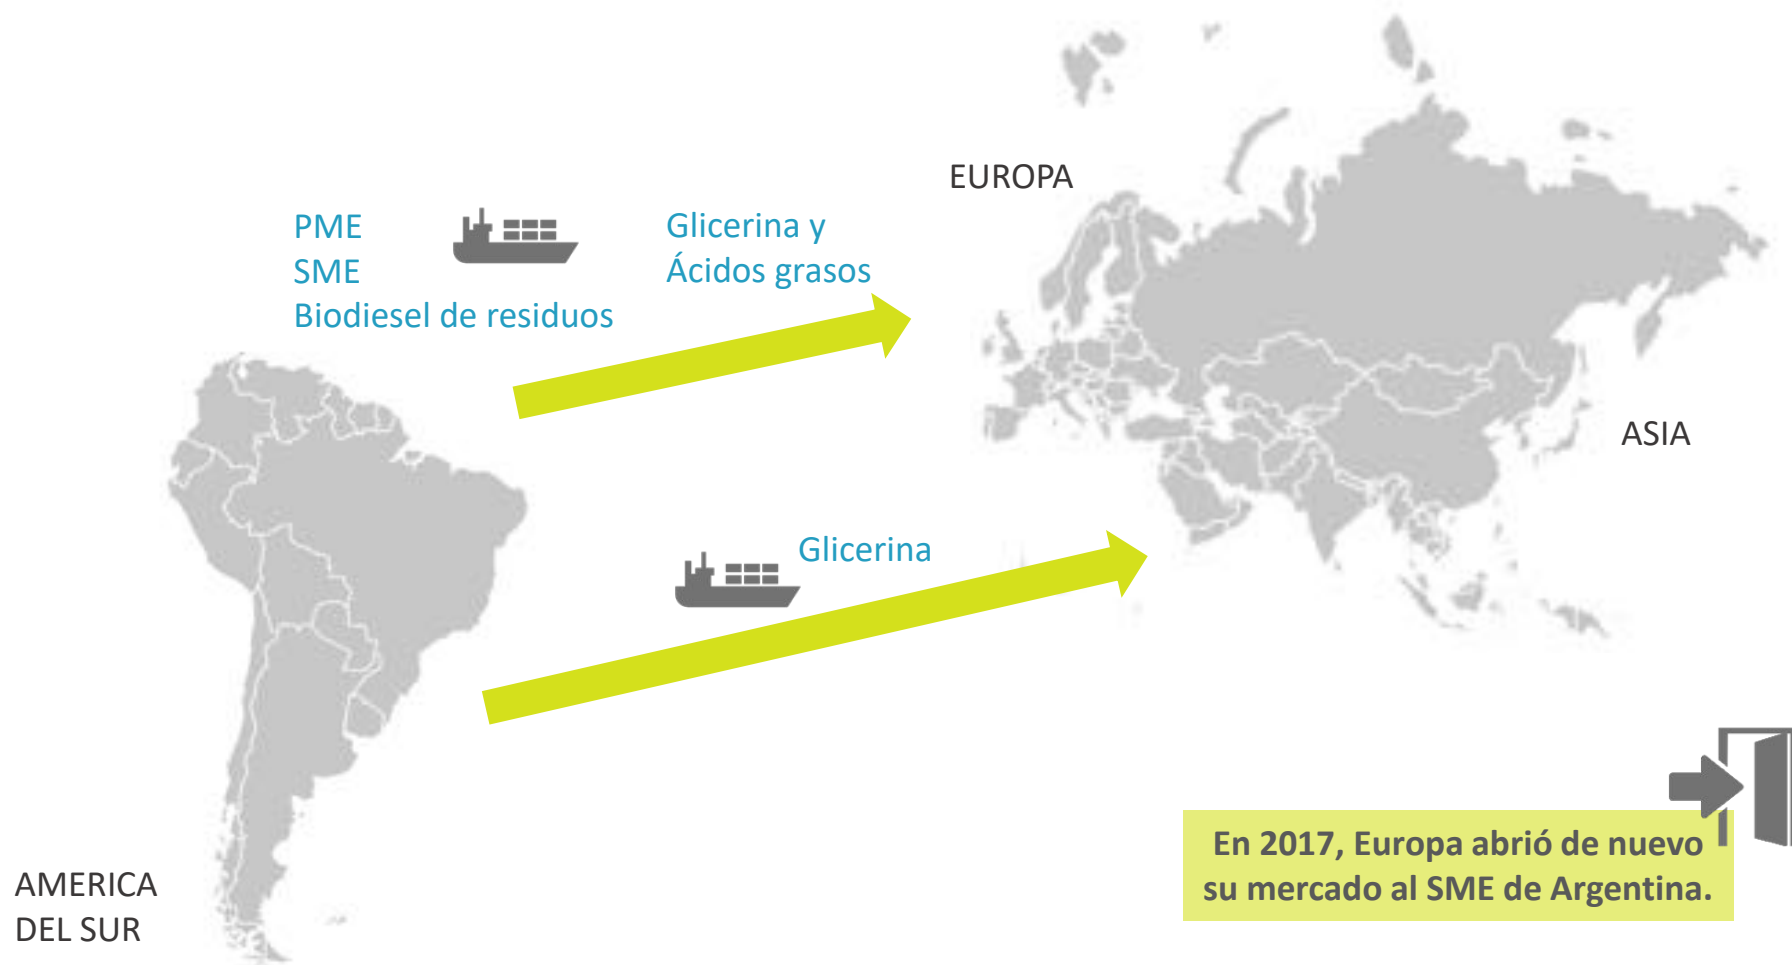 EUROPA
PME
SME
Biodiesel de residuos
Glicerina y
Ácidos grasos
ASIA
Glicerina
En 2017, Europa abrió de nuevo
su mercado al SME de Argentina.
AMERICA
DEL SUR